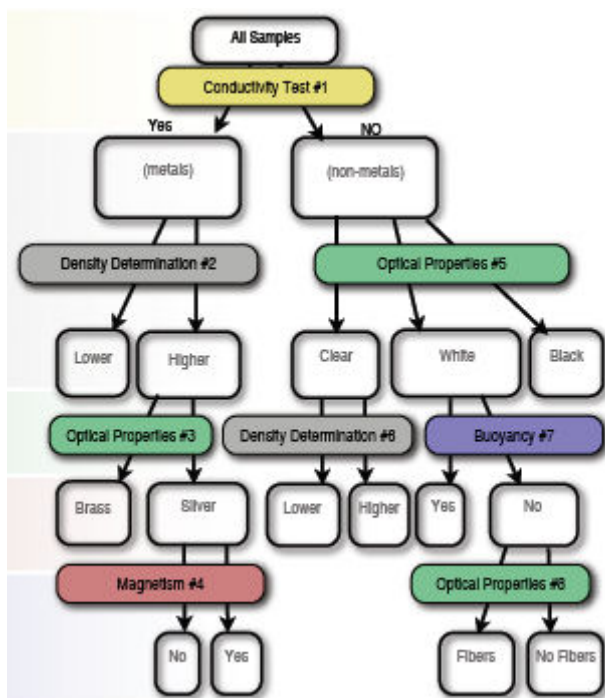 All Samples
Conductivity Test #1
Yes
NO
(metals)
(non-metals)
Density Determination #2
Optical Properties #5
Lower
Higher
Clear
White
Black
Optical Properties #3
Density Determination #6
Buoyancy #7
Brass
Silver
Lower
Higher
Yes
No
Magnetism #4
Optical Properties #8
No
Yes
Fibers
No Fibers